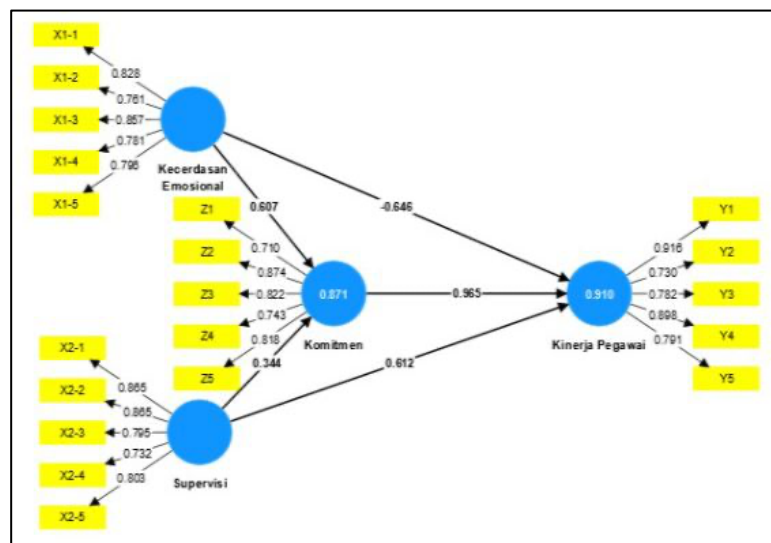 X1-1
X1-2
X1-3
X1-4
X1-5
0.828
0.761
0.857
0.781
0.796
Kecerdasan
Emosional
0.607
-0.646
Z1
Z2
Z3
Z4
Z5
0.710
0.874
0.822
0.743
0.818
0.871
Komitmen
0.965
0.344
0.612
0.910
Kinerja Pegawai
Y1
Y2
Y3
Y4
Y5
0.916
0.730
0.782
0.898
0.791
X2-1
X2-2
X2-3
X2-4
X2-5
0.865
0.865
0.795
0.732
0.803
Supervisi